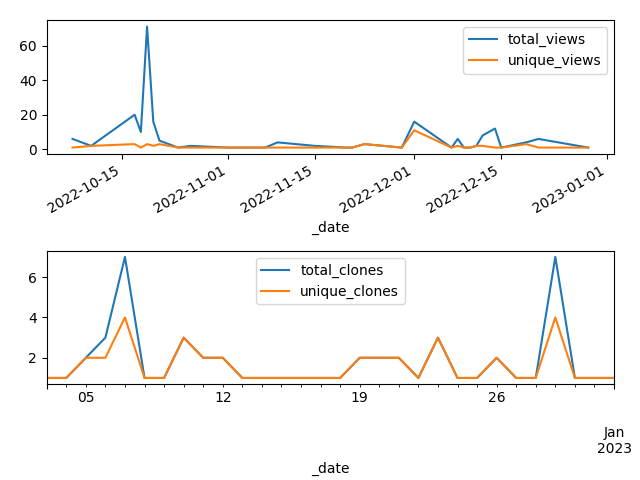 60
40
20
0
total_views
unique_views
2022-10-15
2022-11-01
2022-11-15
2022-12-01
2022-12-15
2023-01-01
_date
6
4
2
total_clones
unique_clones
05
12
19
26
Jan
2023
_date